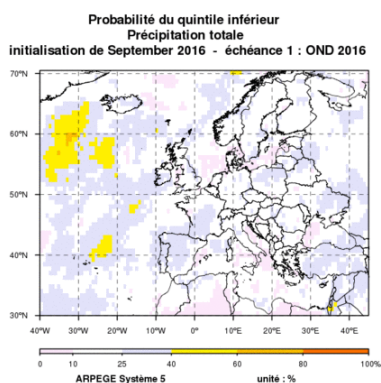 Probabilité du quintile inférieur
Précipitation totale
initialisation de September 2016 - échéance 1 : OND 2016
70°N
60°N
50°N
40°N
30°N
40°W 30°W 20°W 10°W 0° 10°E 20°E 30°E 40°E
0 10 25 40 60 80 100%
ARPEGE Système 5 unité : %